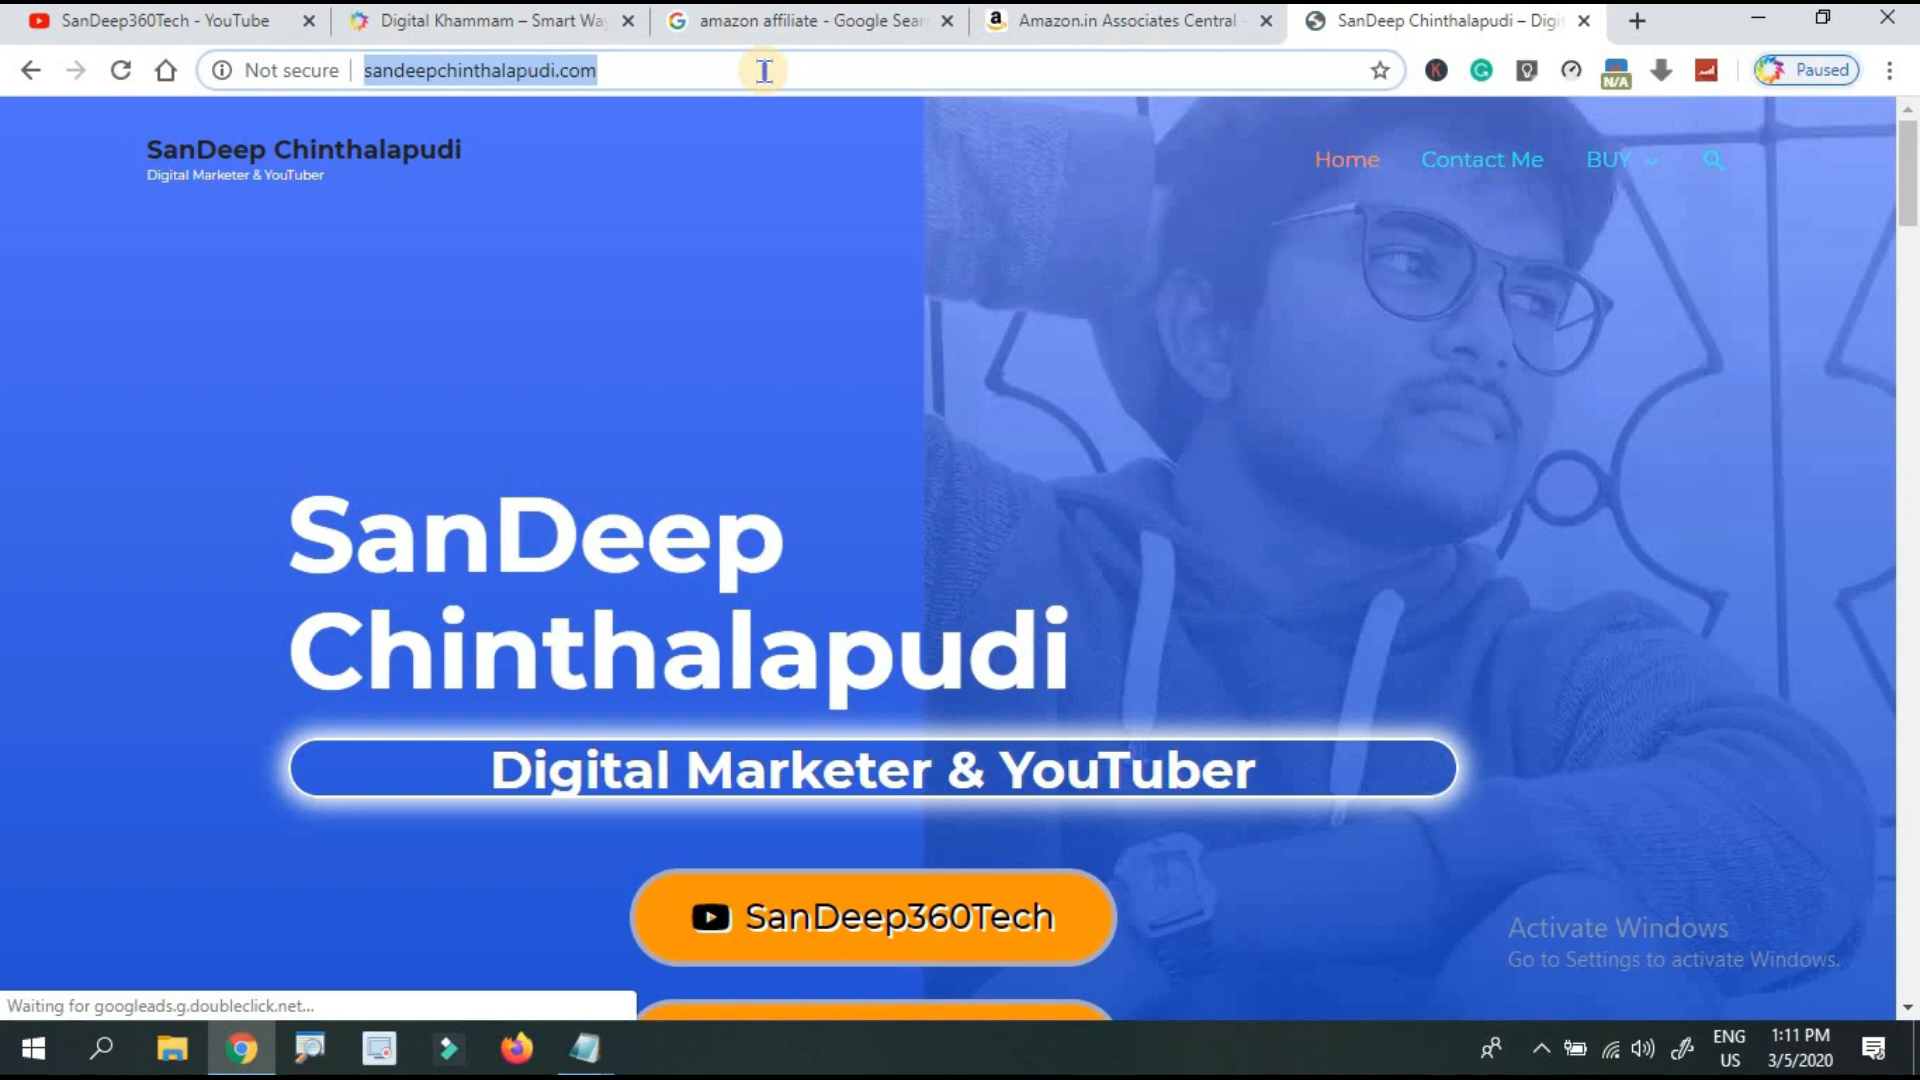 SanDeep360Tech - YouTube
Digital Khammam – Smart Wa
amazon affiliate - Google Sear
Amazon.in Associates Central -
SanDeep Chinthalapudi – Digi
Not secure
sandeepchinthalapudi.com
N/A
Paused
SanDeep Chinthalapudi
Digital Marketer & YouTuber
Home
Contact Me
BUY
SanDeep
Chinthalapudi
Digital Marketer & YouTuber
SanDeep360Tech
Activate Windows
Go to Settings to activate Windows.
Waiting for googleads.g.doubleclick.net...
ENG
US
1:11 PM
3/5/2020